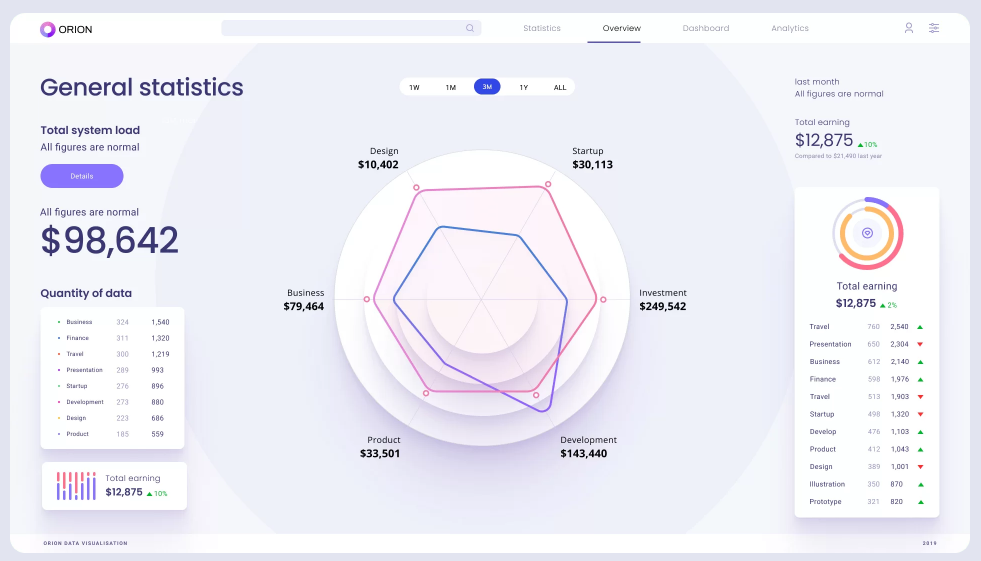 ORION
Statistics
Overview
Dashboard
Analytics
General statistics
Total system load
All figures are normal
Details
All figures are normal
$98,642
Quantity of data
Business 324 1,540
Finance 311 1,320
Travel 300 1,219
Presentation 289 993
Startup 276 896
Development 273 880
Design 223 686
Product 185 559
Total earning
$12,875 10%
1W 1M 3M 1Y ALL
Design
$10,402
Startup
$30,113
Business
$79,464
Investment
$249,542
Product
$33,501
Development
$143,440
last month
All figures are normal
Total earning
$12,875 10%
Compared to $21,490 last year
Total earning
$12,875 2%
Travel 760 2,540
Presentation 650 2,304
Business 612 2,140
Finance 598 1,976
Travel 513 1,903
Startup 498 1,320
Develop 476 1,103
Product 412 1,043
Design 389 1,001
Illustration 350 870
Prototype 321 820
ORION DATA VISUALISATION
2019